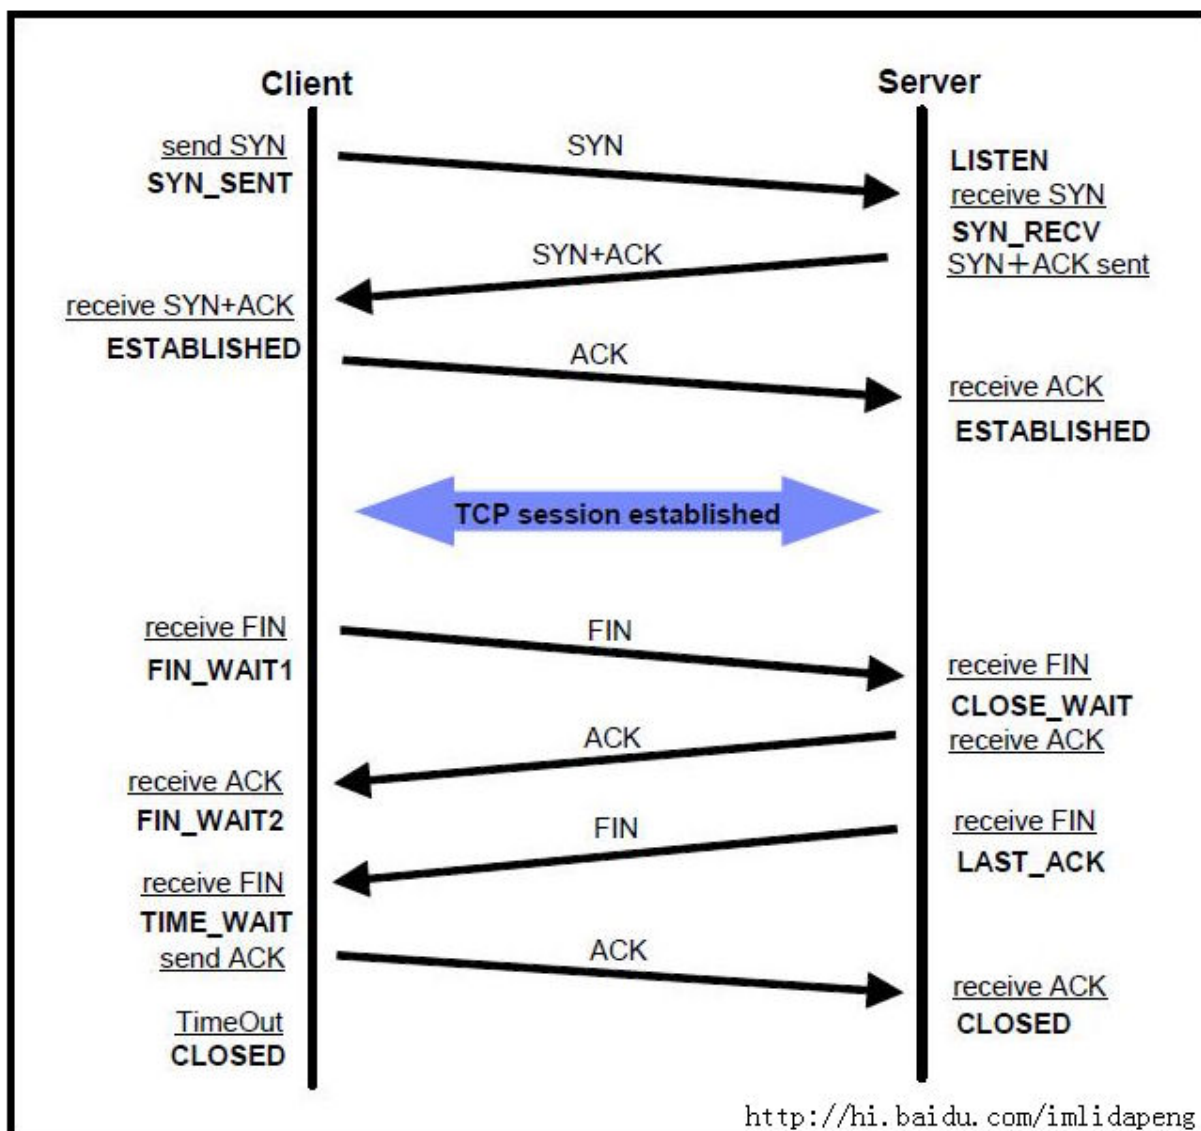 Client
Server
send SYN
SYN_SENT
SYN
LISTEN
receive SYN
SYN_RECV
SYN+ACK sent
SYN+ACK
receive SYN+ACK
ESTABLISHED
ACK
receive ACK
ESTABLISHED
TCP session established
receive FIN
FIN_WAIT1
FIN
receive FIN
CLOSE_WAIT
receive ACK
ACK
receive ACK
FIN_WAIT2
FIN
receive FIN
LAST_ACK
receive FIN
TIME_WAIT
send ACK
ACK
receive ACK
CLOSED
TimeOut
CLOSED
http://hi.baidu.com/imlidapeng